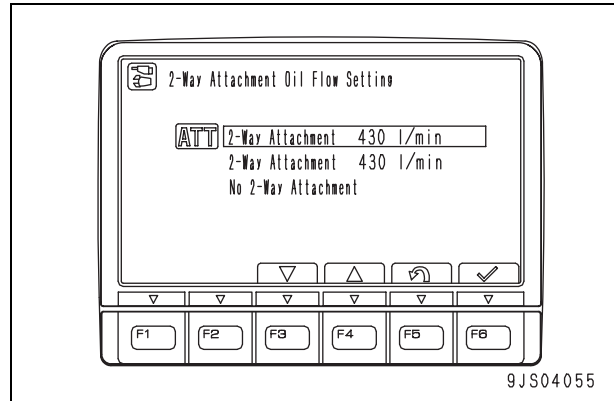 2-Way Attachment Oil Flow Setting
ATT 2-Way Attachment 430 l/min
2-Way Attachment 430 l/min
No 2-Way Attachment
F1 F2 F3 F4 F5 F6
9JS04055